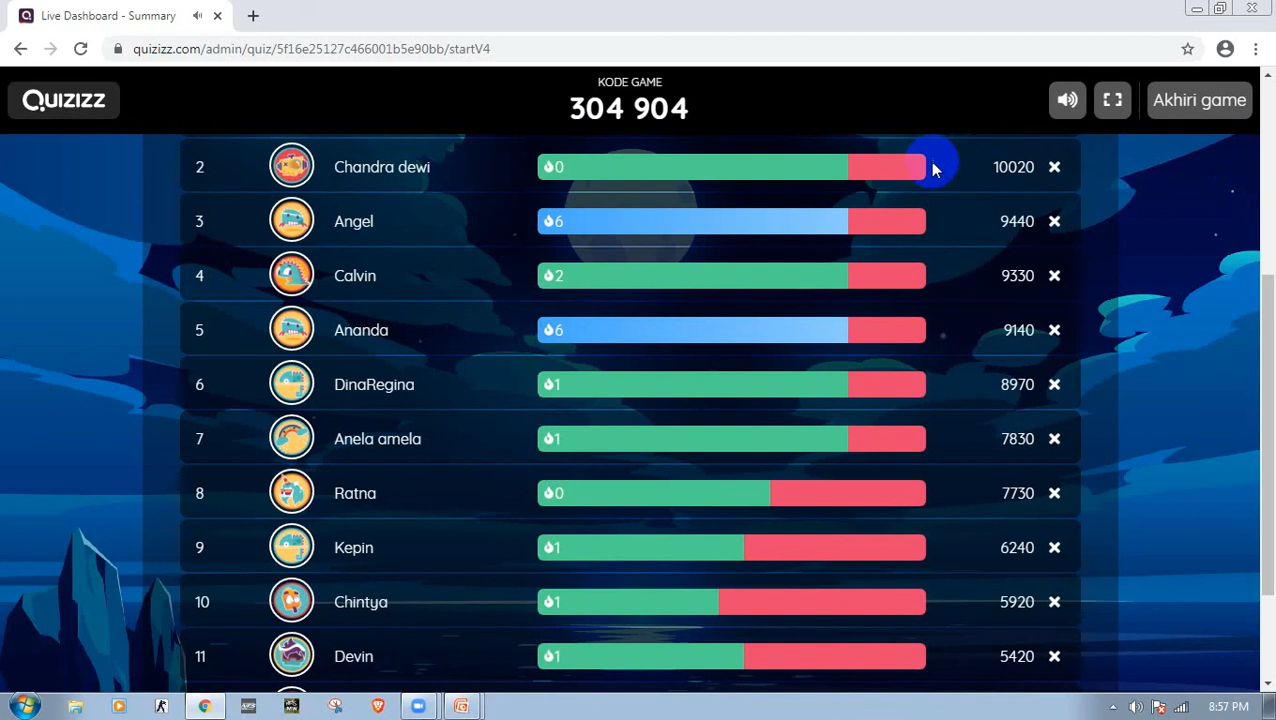 Live Dashboard - Summary
quizizz.com/admin/quiz/5f16e25127c466001b5e90bb/startV4
QUIZIZZ
KODE GAME
304 904
Akhiri game
2 Chandra dewi 0 10020
3 Angel 6 9440
4 Calvin 2 9330
5 Ananda 6 9140
6 DinaRegina 1 8970
7 Anela amela 1 7830
8 Ratna 0 7730
9 Kepin 1 6240
10 Chintya 1 5920
11 Devin 1 5420
8:57 PM